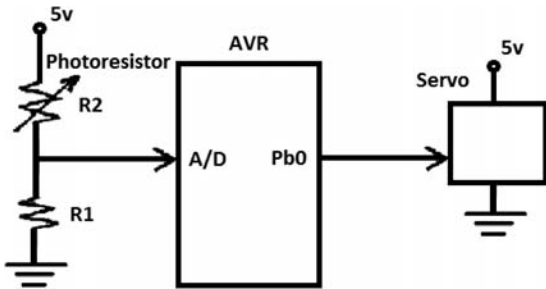 5v
AVR
5v
Photoresistor
Servo
R2
A/D
Pb0
R1